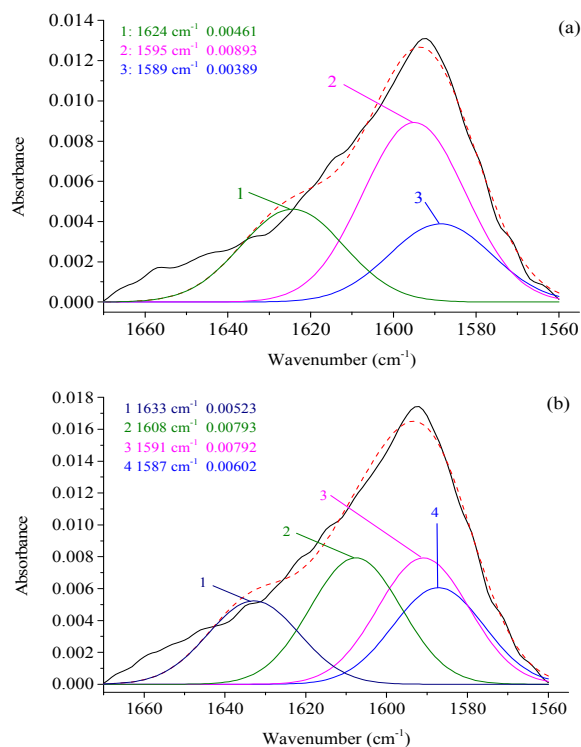 (a)
1: 1624 cm⁻¹ 0.00461
2: 1595 cm⁻¹ 0.00893
3: 1589 cm⁻¹ 0.00389
0.014
0.012
0.010
0.008
0.006
0.004
0.002
0.000
Absorbance
1
2
3
1660 1640 1620 1600 1580 1560
Wavenumber (cm⁻¹)
(b)
1 1633 cm⁻¹ 0.00523
2 1608 cm⁻¹ 0.00793
3 1591 cm⁻¹ 0.00792
4 1587 cm⁻¹ 0.00602
0.018
0.016
0.014
0.012
0.010
0.008
0.006
0.004
0.002
0.000
Absorbance
1
2
3
4
1660 1640 1620 1600 1580 1560
Wavenumber (cm⁻¹)